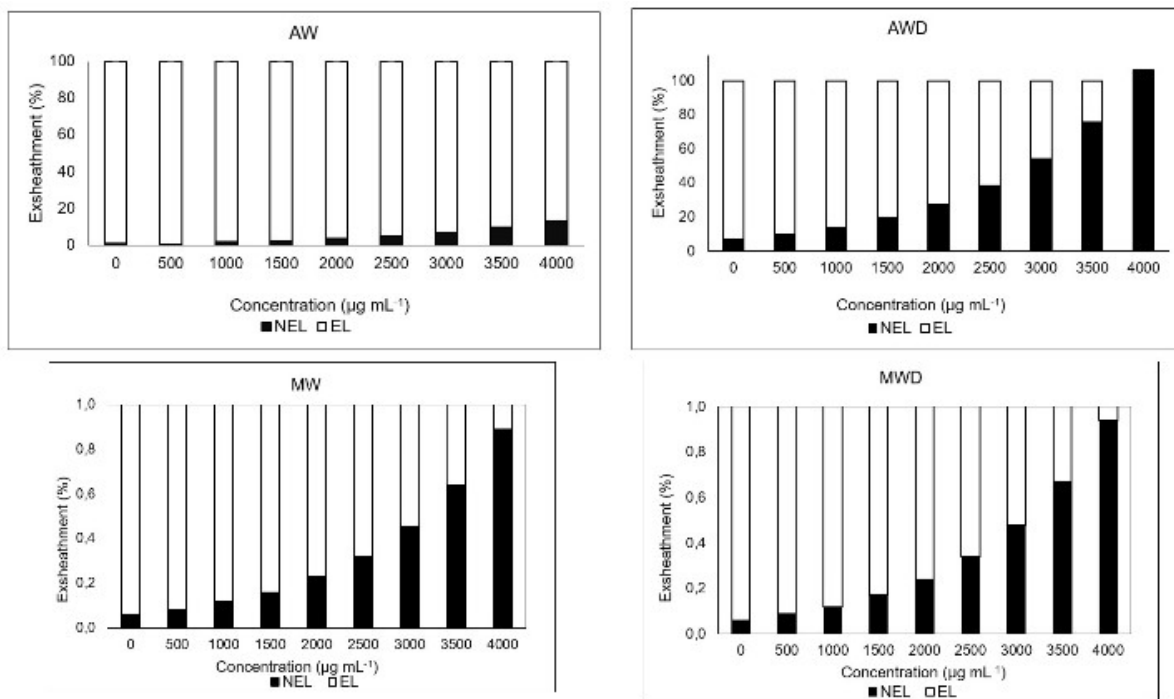 AW
Exsheathment (%)
100
80
60
40
20
0
0 500 1000 1500 2000 2500 3000 3500 4000
Concentration (µg mL⁻¹)
NEL EL
AWD
Exsheathment (%)
100
80
60
40
20
0
0 500 1000 1500 2000 2500 3000 3500 4000
Concentration (µg mL⁻¹)
NEL EL
MW
Exsheathment (%)
1,0
0,8
0,6
0,4
0,2
0,0
0 500 1000 1500 2000 2500 3000 3500 4000
Concentration (µg mL⁻¹)
NEL EL
MWD
Exsheathment (%)
1,0
0,8
0,6
0,4
0,2
0,0
0 500 1000 1500 2000 2500 3000 3500 4000
Concentration (µg mL⁻¹)
NEL EL